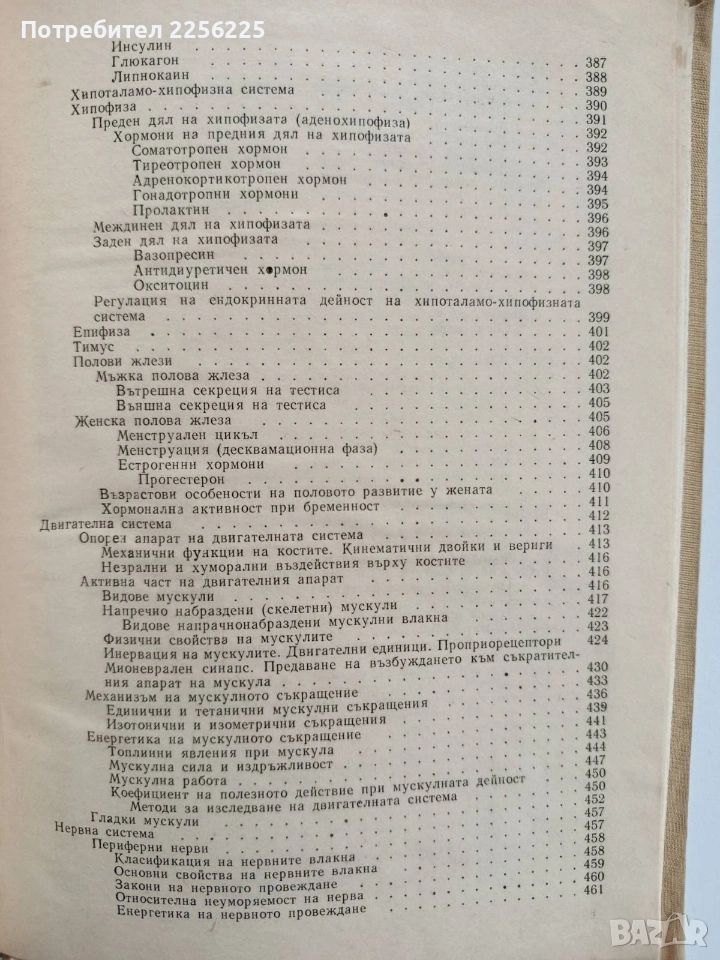 Потребител 2256225
Инсулин 387
Глюкагон 388
Липнокаин 389
Хипоталамо-хипофизна система 390
Хипофиза 391
Преден дял на хипофизата (аденохипофиза) 392
Хормони на предния дял на хипофизата 392
Соматотропен хормон 393
Тиреотропен хормон 394
Адренокортикотропен хормон 394
Гонадотропни хормони 395
Пролактин 396
Междинен дял на хипофизата 396
Заден дял на хипофизата 397
Вазопресин 397
Антидиуретичен хормон 398
Окситоцин 398
Регулация на ендокринната дейност на хипоталамо-хипофизната
система 399
Епифиза 401
Тимус 402
Полови жлези 402
Мъжка полова жлеза 402
Вътрешна секреция на тестиса 403
Външна секреция на тестиса 405
Женска полова жлеза 405
Менструален цикъл 406
Менструация (десквамационна фаза) 408
Естрогенни хормони 409
Прогестерон 410
Възрастови особености на половото развитие у жената 410
Хормонална активност при бременност 411
Двигателна система 412
Опорен апарат на двигателната система 413
Механични функции на костите. Кинематични двойки и вериги 413
Незрални и хуморални въздействия върху костите 416
Активна част на двигателния апарат 416
Видове мускули 416
Напречно набраздени (скелетни) мускули 417
Видове напрачнонабраздени мускулни влакна 422
Физични свойства на мускулите 423
Инервация на мускулите. Двигателни единици. Проприорецептори 424
Мионеврален синапс. Предаване на възбуждането към съкратител-
ния апарат на мускула 430
Механизъм на мускулното съкращение 433
Единични и тетанични мускулни съкращения 436
Изотонични и изометрични съкращения 439
Енергетика на мускулното съкращение 441
Топлинни явления при мускула 443
Мускулна сила и издръжливост 444
Мускулна работа 447
Коефициент на полезното действие при мускулната дейност 450
Методи за изследване на двигателната система 450
Гладки мускули 452
Нервна система 457
Периферни нерви 457
Класификация на нервните влакна 458
Основни свойства на нервните влакна 458
Закони на нервното провеждане 459
Относителна неуморяемост на нерва 460
Енергетика на нервното провеждане 461
BAZAR